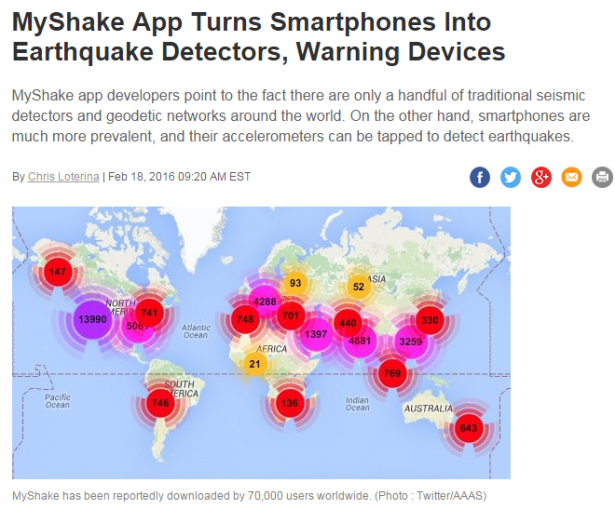 MyShake App Turns Smartphones Into
Earthquake Detectors, Warning Devices
MyShake app developers point to the fact there are only a handful of traditional seismic
detectors and geodetic networks around the world. On the other hand, smartphones are
much more prevalent, and their accelerometers can be tapped to detect earthquakes.
By Chris Loterina | Feb 18, 2016 09:20 AM EST
147
93
52
ASIA
4288
NORTH
13990
741
748
701
440
330
Atlantic
Ocean
1397
4881
3259
AFRICA
21
769
SOUTH
Pacific
Ocean
746
136
Indian
Ocean
AUSTRALIA
643
MyShake has been reportedly downloaded by 70,000 users worldwide. (Photo : Twitter/AAAS)